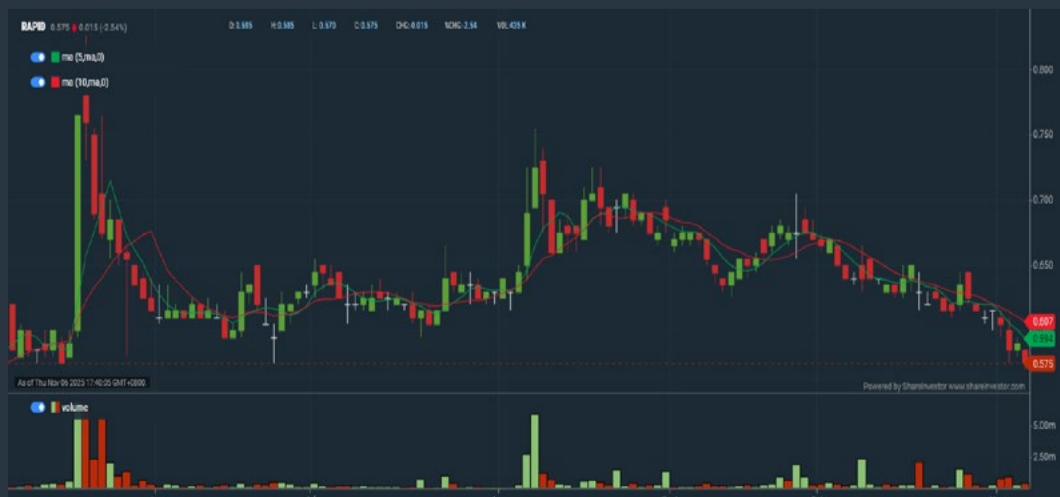 RAPID 0.575 0.015 (-2.54%) O: 0.585 H: 0.585 L: 0.570 C: 0.575 CHG: -0.015 %CHG: -2.54 VOL: 435 K
ma (5,ma,0)
ma (10,ma,0)
0.800
0.750
0.700
0.650
0.607
0.594
0.575
As of Thu Nov 06 2025 17:40:05 GMT+0800
Powered by ShareInvestor www.shareinvestor.com
volume
5.00m
2.50m